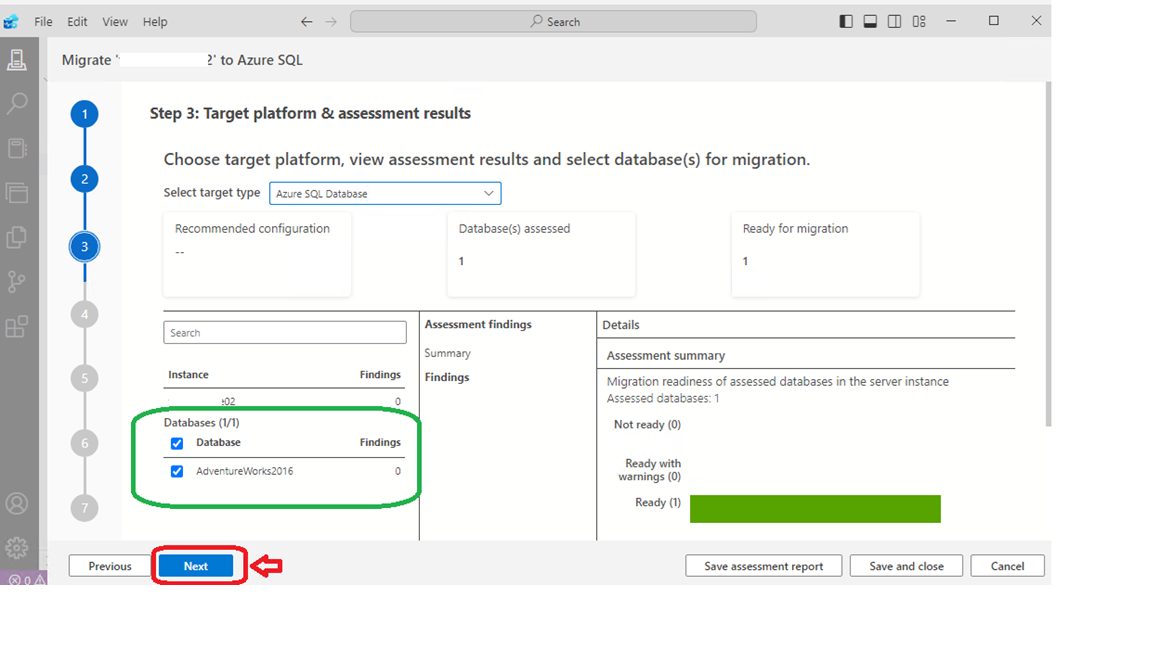 File Edit View Help
Search
Migrate ' 2' to Azure SQL
1
Step 3: Target platform & assessment results
Choose target platform, view assessment results and select database(s) for migration.
2
Select target type Azure SQL Database
Recommended configuration
--
Database(s) assessed
1
Ready for migration
1
3
4
5
6
7
Search
Instance Findings
02 0
Databases (1/1)
Database Findings
AdventureWorks2016 0
Assessment findings
Summary
Findings
Details
Assessment summary
Migration readiness of assessed databases in the server instance
Assessed databases: 1
Not ready (0)
Ready with
warnings (0)
Ready (1)
Previous Next Save assessment report Save and close Cancel
0